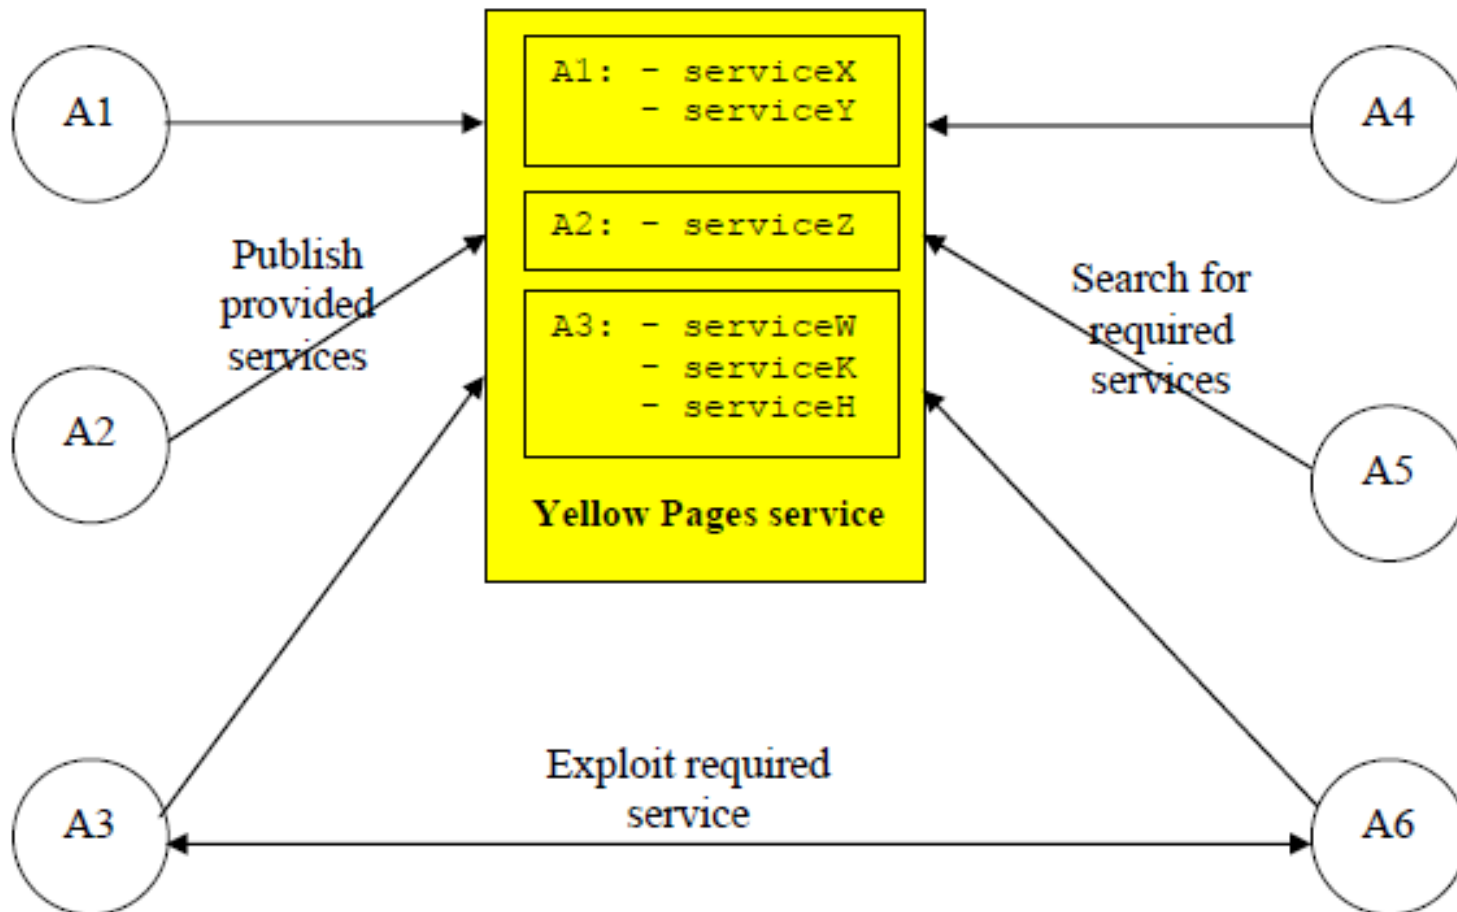 A1
A1: - serviceX
- serviceY
A4
A2: - serviceZ
Publish
provided
services
Search for
required
services
A3: - serviceW
- serviceK
- serviceH
A2
A5
Yellow Pages service
Exploit required
service
A3
A6